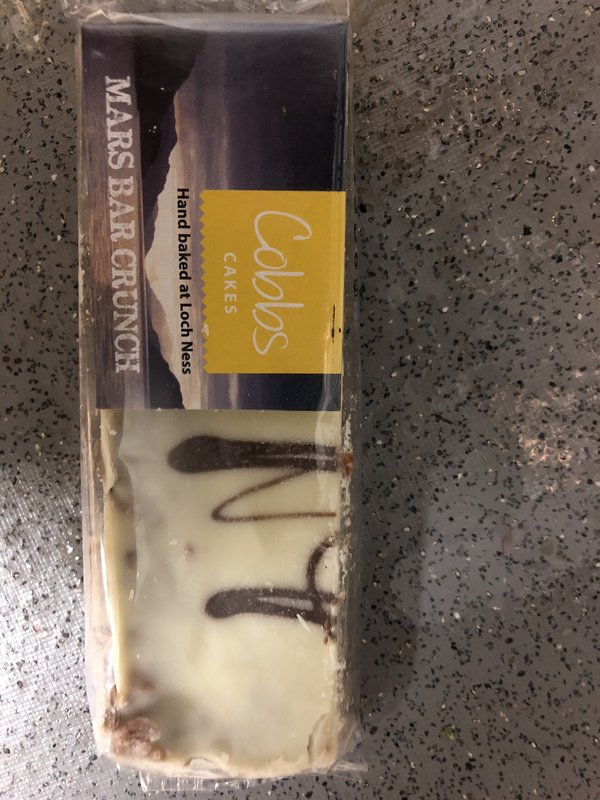 Cobbs
CAKES
Hand baked at Loch Ness
MARS BAR CRUNCH